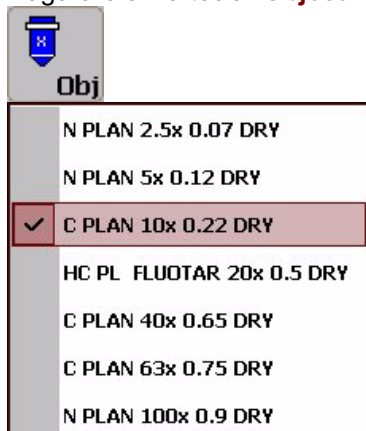 x
Obj
N PLAN 2.5x 0.07 DRY
N PLAN 5x 0.12 DRY
C PLAN 10x 0.22 DRY
HC PL FLUOTAR 20x 0.5 DRY
C PLAN 40x 0.65 DRY
C PLAN 63x 0.75 DRY
N PLAN 100x 0.9 DRY